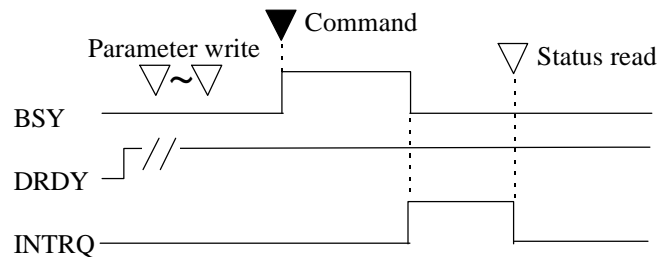 Command
Parameter write
Status read
BSY
DRDY
INTRQ